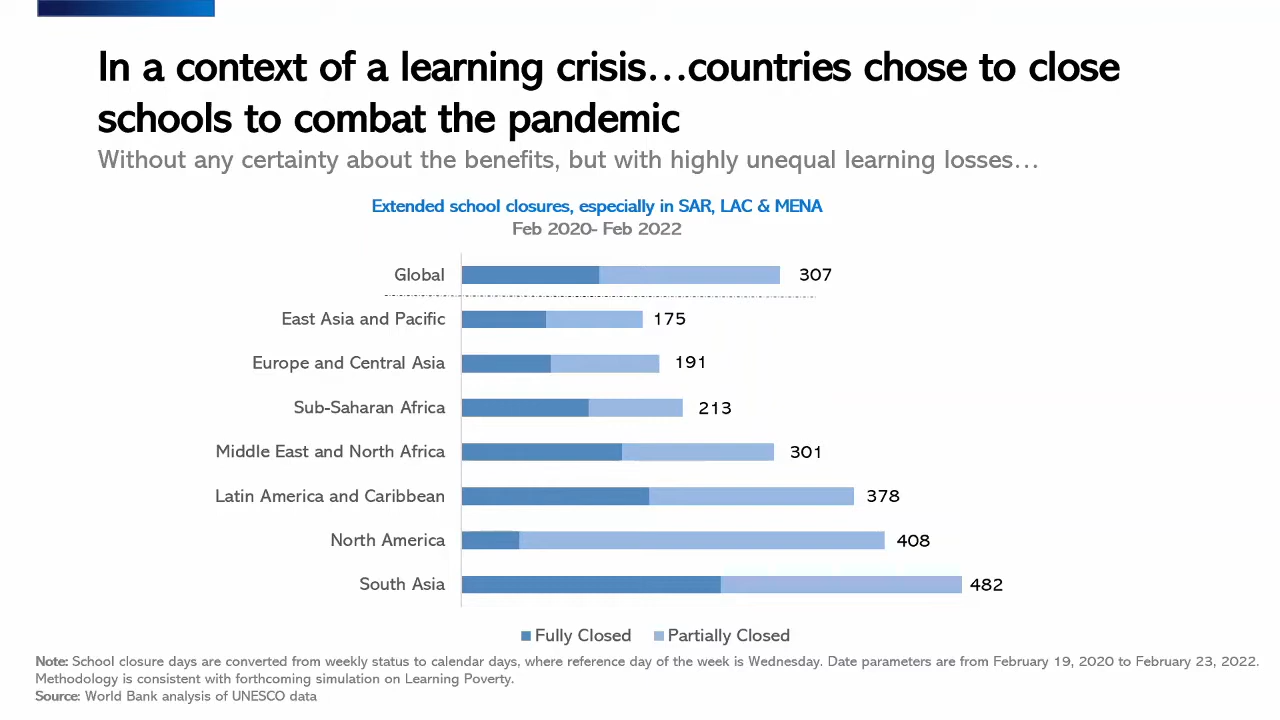 In a context of a learning crisis…countries chose to close
schools to combat the pandemic
Without any certainty about the benefits, but with highly unequal learning losses…
Extended school closures, especially in SAR, LAC & MENA
Feb 2020- Feb 2022
Global 307
East Asia and Pacific 175
Europe and Central Asia 191
Sub-Saharan Africa 213
Middle East and North Africa 301
Latin America and Caribbean 378
North America 408
South Asia 482
Fully Closed Partially Closed
Note: School closure days are converted from weekly status to calendar days, where reference day of the week is Wednesday. Date parameters are from February 19, 2020 to February 23, 2022.
Methodology is consistent with forthcoming simulation on Learning Poverty.
Source: World Bank analysis of UNESCO data